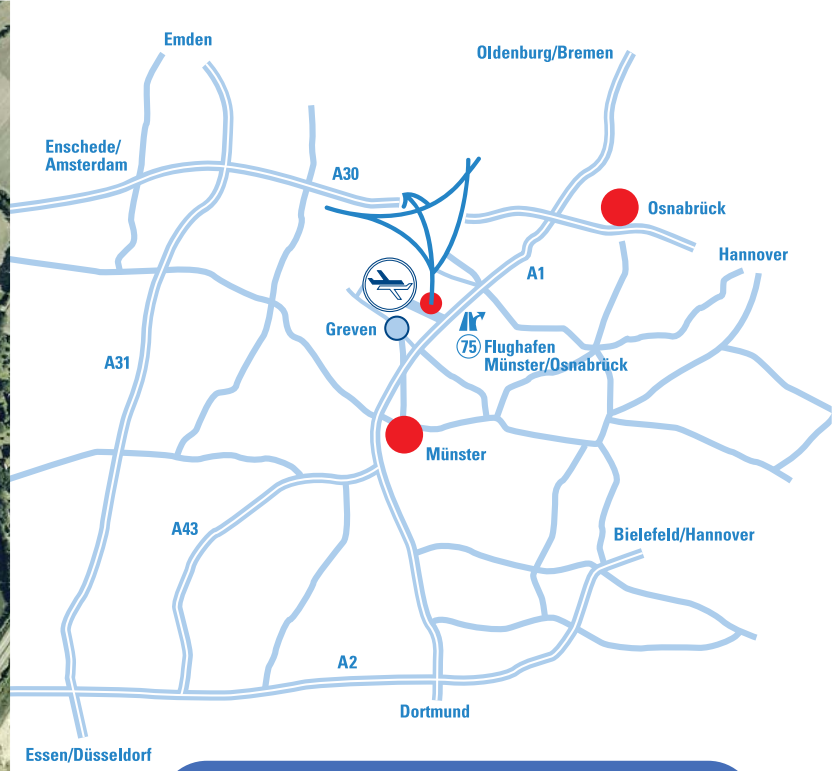 Emden
Oldenburg/Bremen
Enschede/
Amsterdam
A30
Osnabrück
Hannover
A1
Greven
75 Flughafen
Münster/Osnabrück
A31
Münster
A43
Bielefeld/Hannover
A2
Dortmund
Essen/Düsseldorf